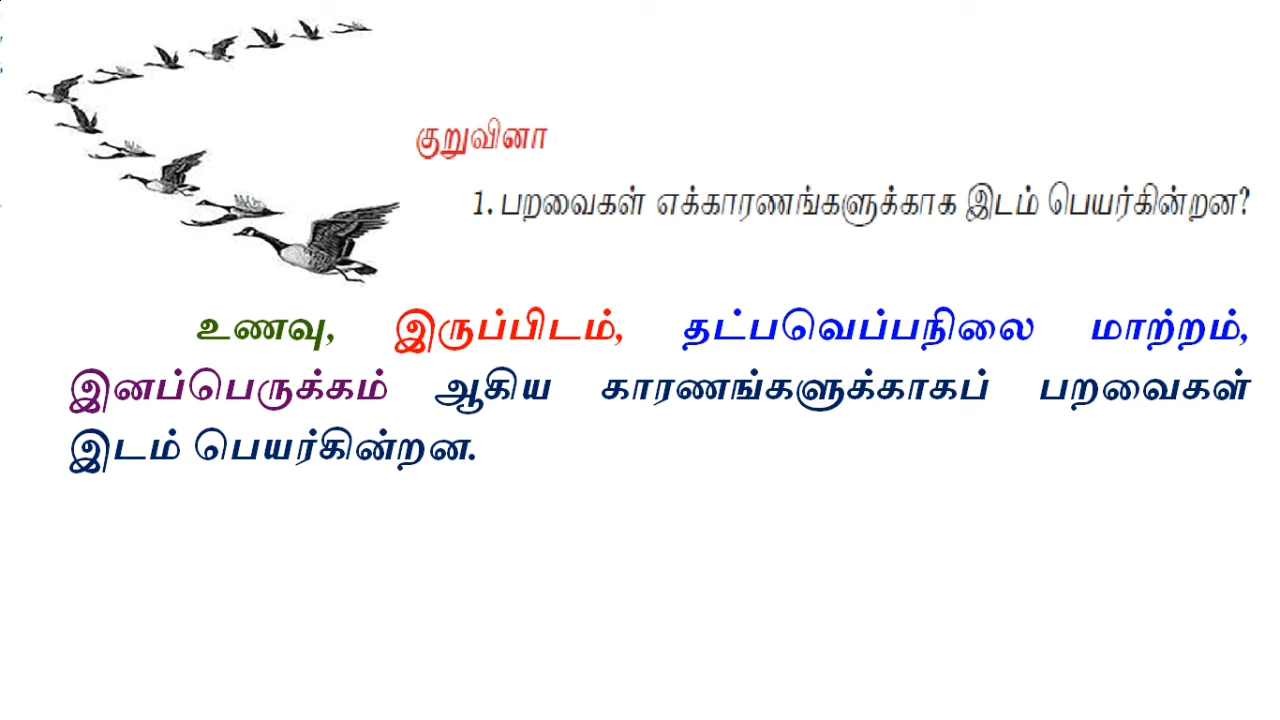 குறுவினா
1. பறவைகள் எக்காரணங்களுக்காக இடம் பெயர்கின்றன?
உணவு, இருப்பிடம், தட்பவெப்பநிலை மாற்றம்,
இனப்பெருக்கம் ஆகிய காரணங்களுக்காகப் பறவைகள்
இடம் பெயர்கின்றன.